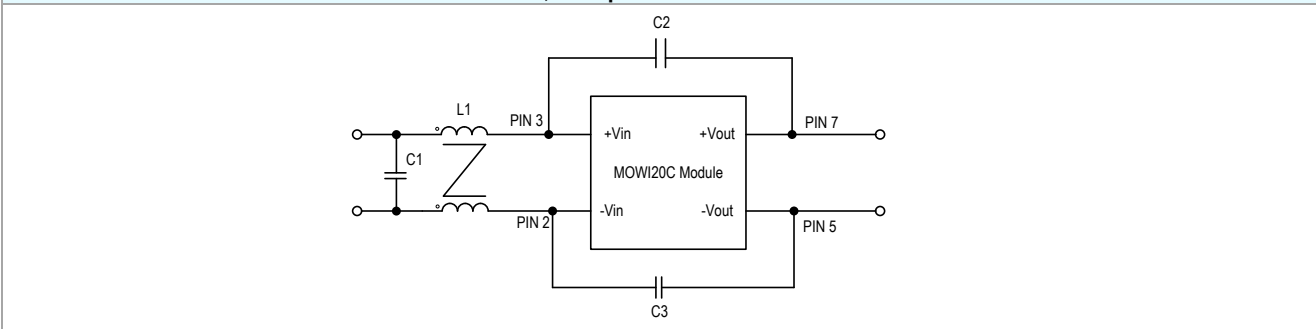 C2
L1
PIN 3
PIN 7
+Vin
+Vout
C1
MOWI20C Module
-Vin
-Vout
PIN 2
PIN 5
C3